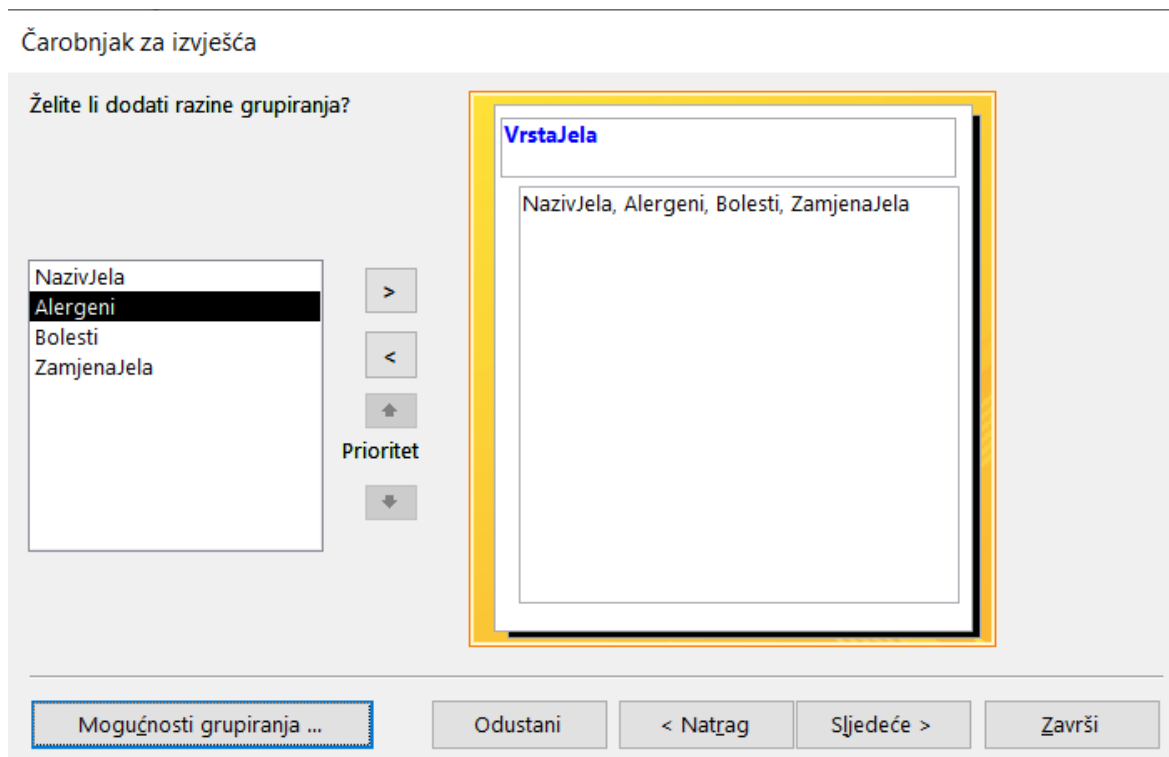 Čarobnjak za izvješća
Želite li dodati razine grupiranja?
VrstaJela
NazivJela, Alergeni, Bolesti, ZamjenaJela
NazivJela
Alergeni
Bolesti
ZamjenaJela
>
<
Prioritet
Mogućnosti grupiranja ...
Odustani
< Natrag
Sljedeće >
Završi